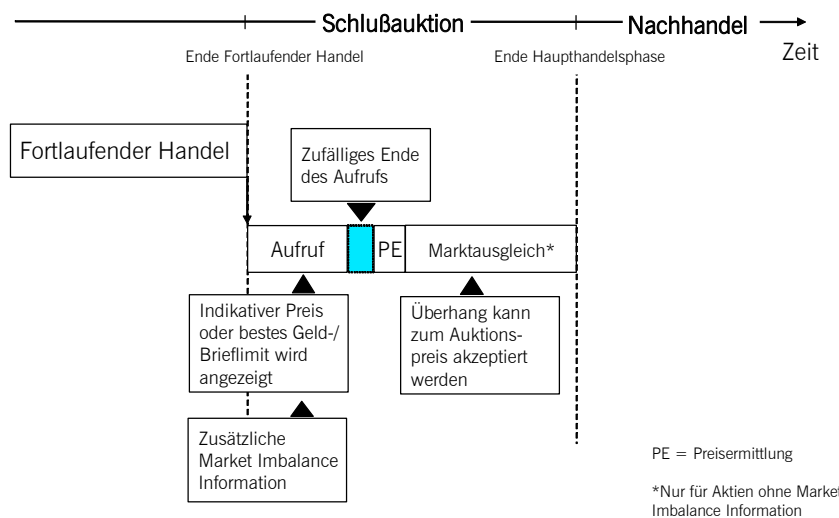 Schlußauktion
Nachhandel
Zeit
Ende Fortlaufender Handel
Ende Haupthandelsphase
Fortlaufender Handel
Zufälliges Ende
des Aufrufs
Aufruf
PE
Marktausgleich*
Indikativer Preis
oder bestes Geld-/
Brieflimit wird
angezeigt
Überhang kann
zum Auktions-
preis akzeptiert
werden
Zusätzliche
Market Imbalance
Information
PE = Preisermittlung
*Nur für Aktien ohne Market
Imbalance Information